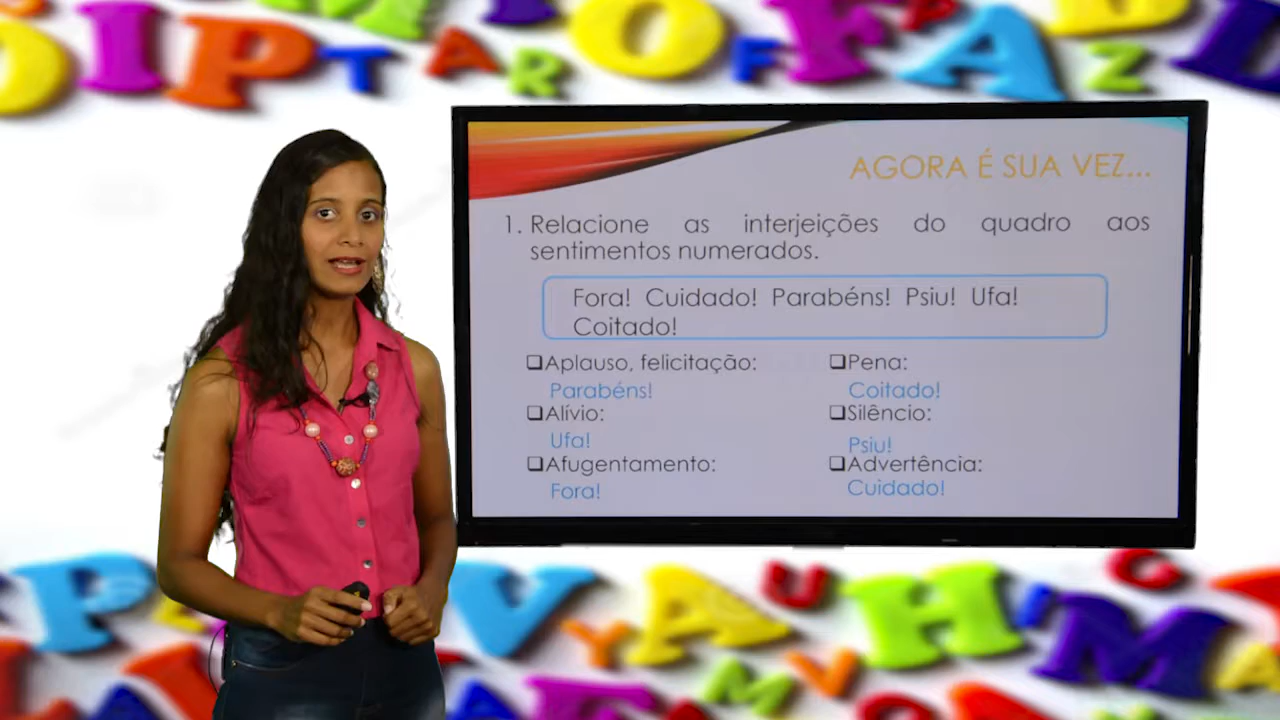 AGORA É SUA VEZ...
1. Relacione as interjeições do quadro aos
sentimentos numerados.
Fora! Cuidado! Parabéns! Psiu! Ufa!
Coitado!
❑Aplauso, felicitação:
Parabéns!
❑Alívio:
Ufa!
❑Afugentamento:
Fora!
❑Pena:
Coitado!
❑Silêncio:
Psiu!
❑Advertência:
Cuidado!